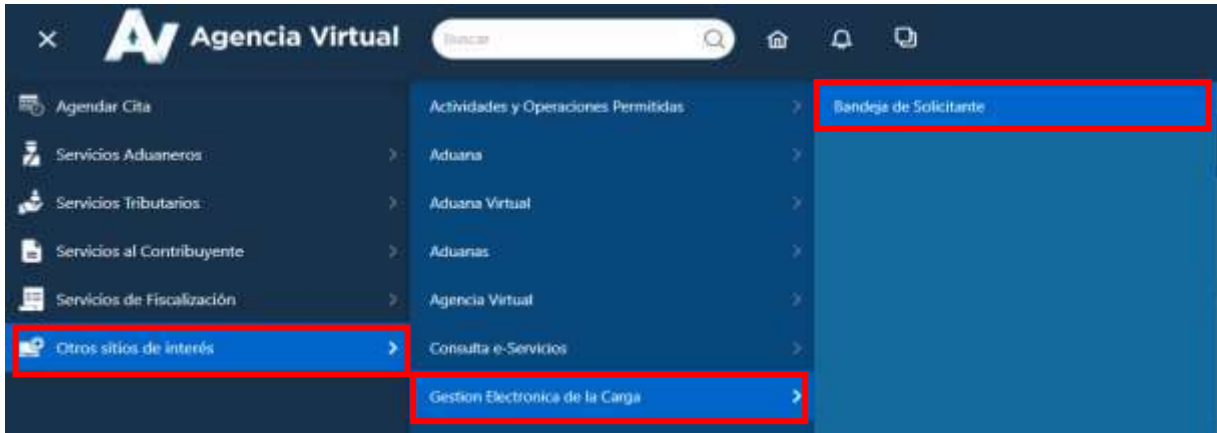 Agencia Virtual
Buscar
Agendar Cita
Servicios Aduaneros
Servicios Tributarios
Servicios al Contribuyente
Servicios de Fiscalización
Otros sitios de interés
Actividades y Operaciones Permitidas
Aduana
Aduana Virtual
Aduanas
Agencia Virtual
Consulta e-Servicios
Gestion Electronica de la Carga
Bandeja de Solicitante